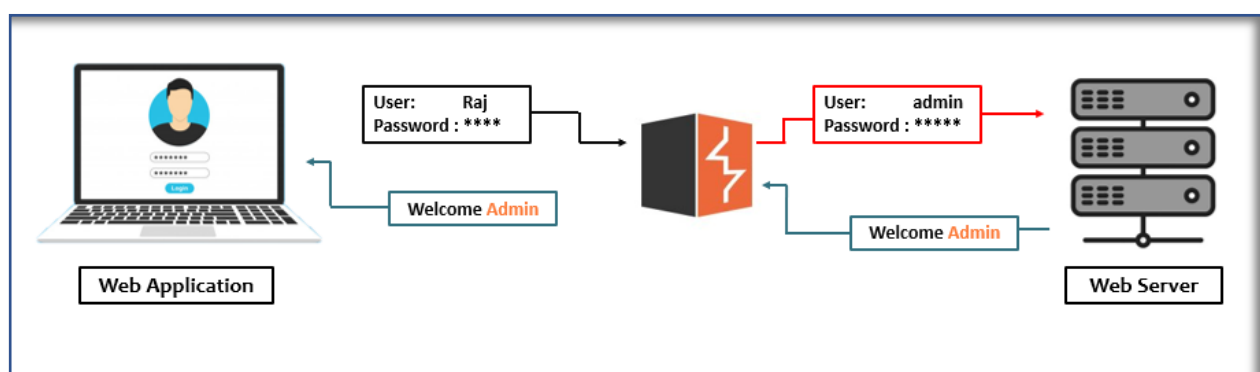 User: Raj
Password : ****
User: admin
Password : *****
*******
*******
Login
Welcome Admin
Welcome Admin
Web Application
Web Server